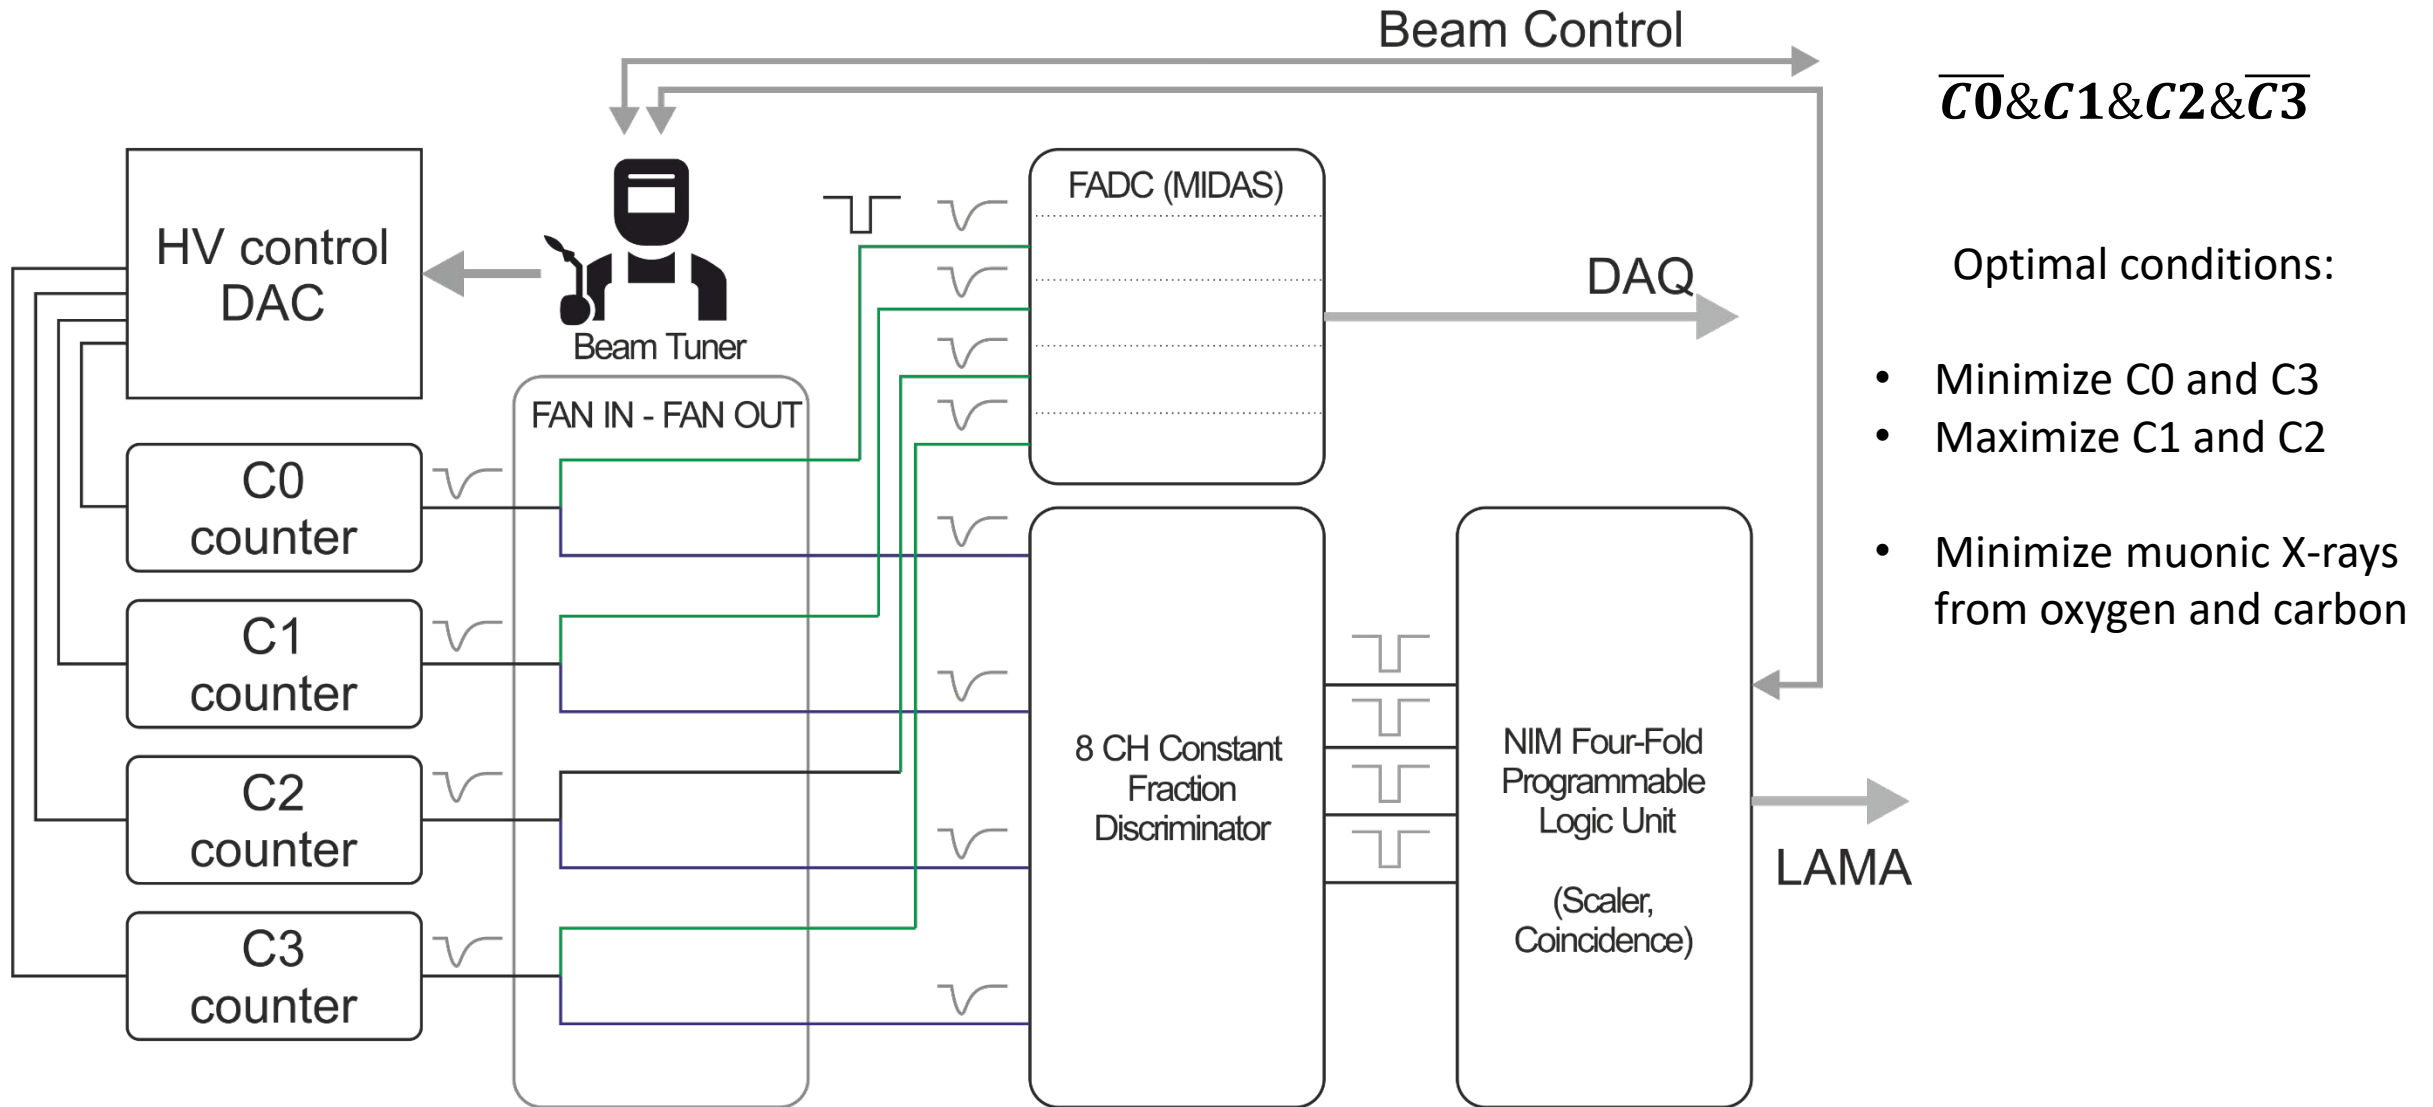 Beam Control
$\overline{C0}$&C1&C2&$\overline{C3}$
HV control
DAC
Beam Tuner
FADC (MIDAS)
DAQ
Optimal conditions:
• Minimize C0 and C3
• Maximize C1 and C2
• Minimize muonic X-rays
from oxygen and carbon
FAN IN - FAN OUT
C0
counter
C1
counter
C2
counter
C3
counter
8 CH Constant
Fraction
Discriminator
NIM Four-Fold
Programmable
Logic Unit
(Scaler,
Coincidence)
LAMA